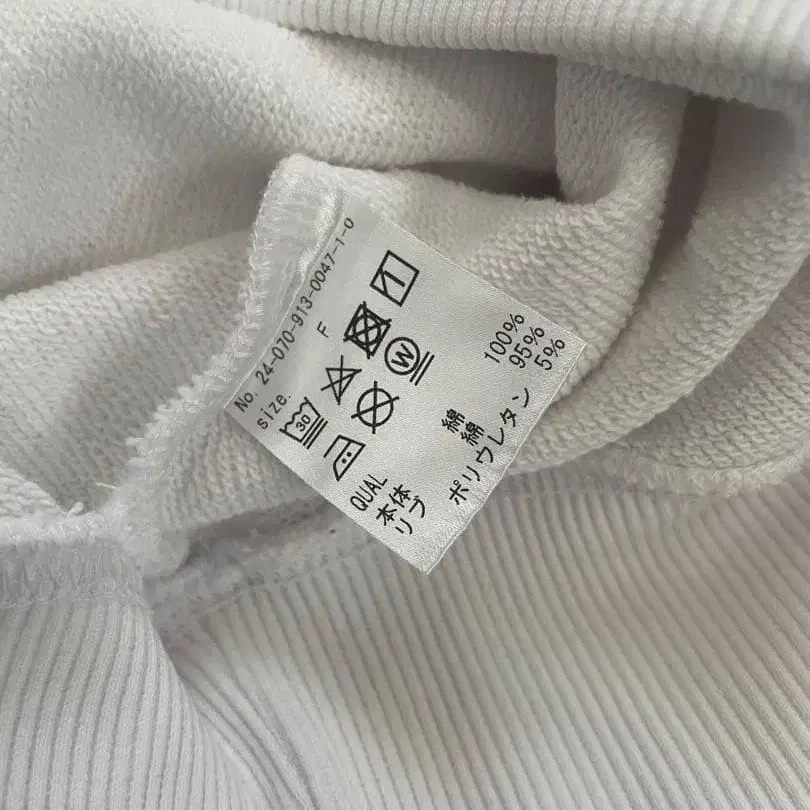 No. 24-070-913-0047-1-0
size. F
30
W
QUAL
本体 綿 100%
リブ 綿 95%
ポリウレタン 5%